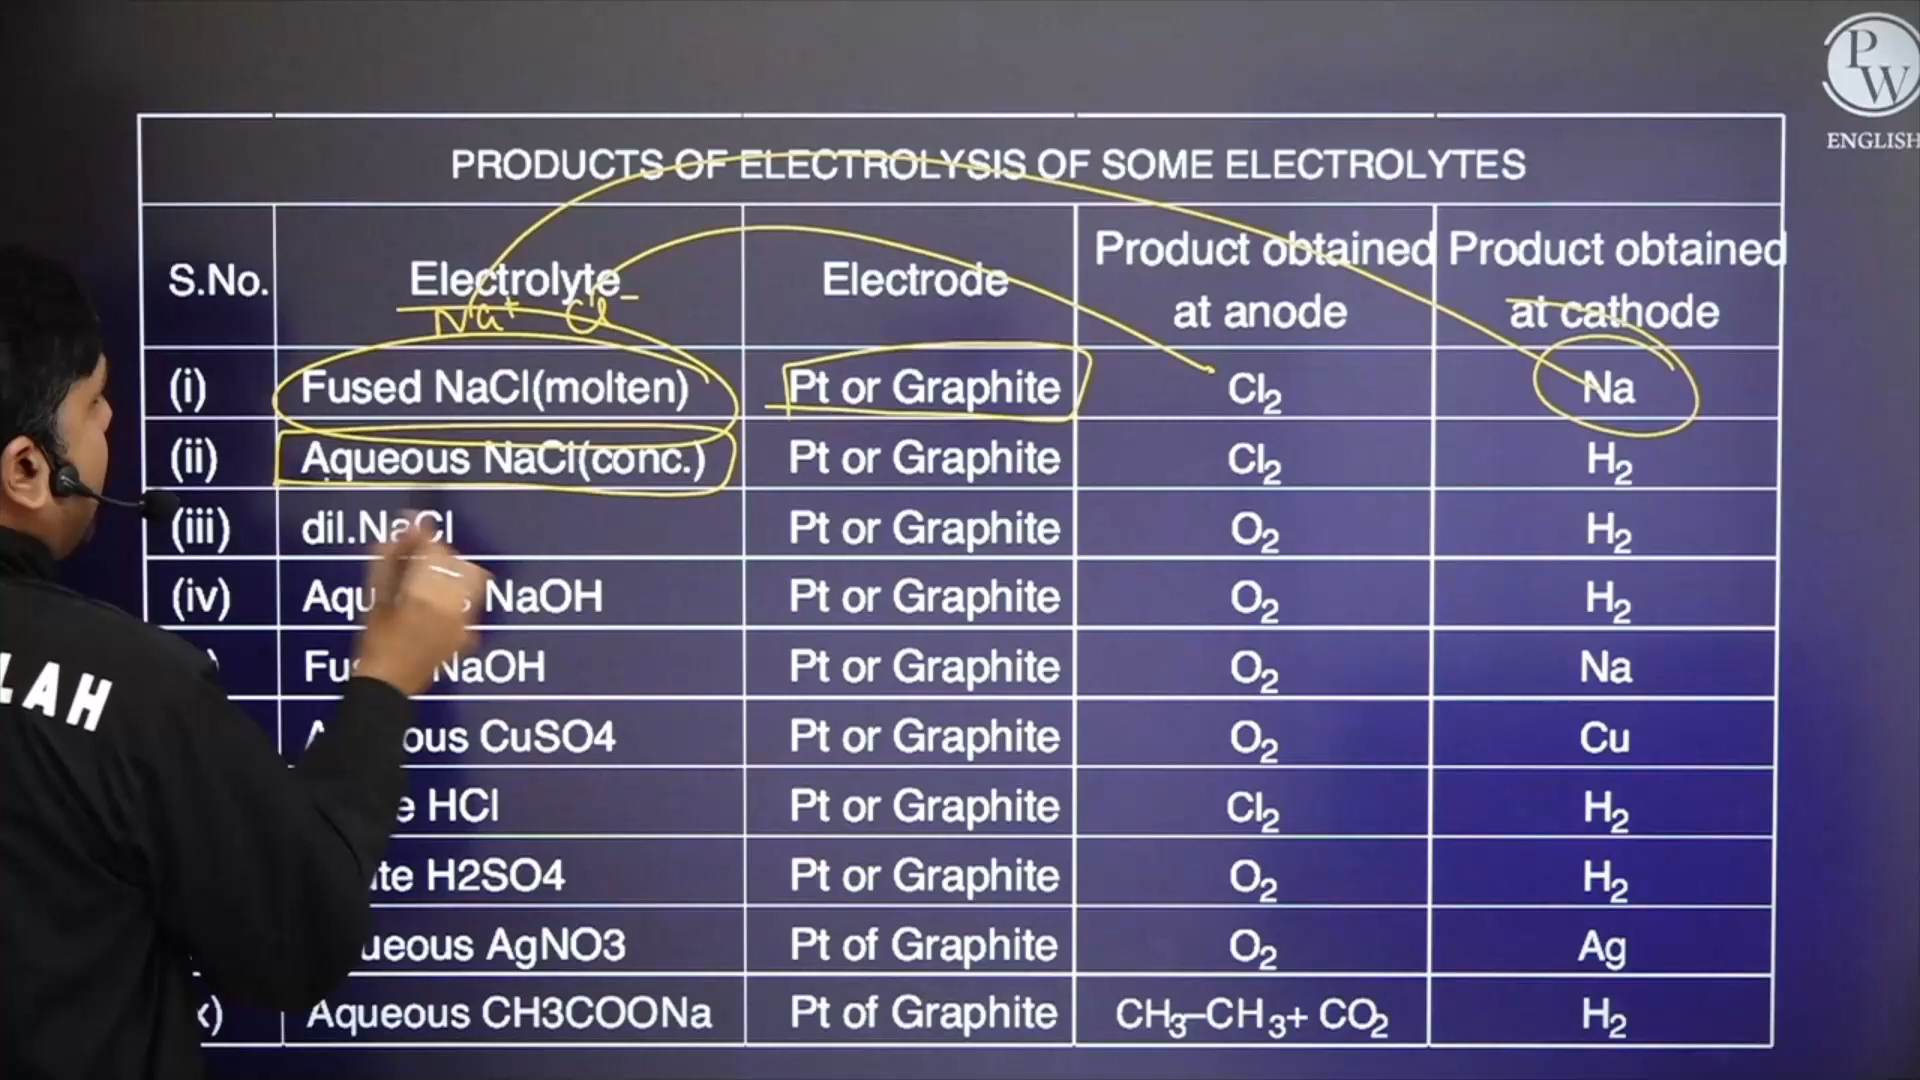 PW
ENGLISH
PRODUCTS OF ELECTROLYSIS OF SOME ELECTROLYTES
S.No. Electrolyte Electrode Product obtained at anode Product obtained at cathode
Na⁺ Cl⁻
(i) Fused NaCl(molten) Pt or Graphite Cl₂ Na
(ii) Aqueous NaCl(conc.) Pt or Graphite Cl₂ H₂
(iii) dil.NaCl Pt or Graphite O₂ H₂
(iv) NaOH Pt or Graphite O₂ H₂
NaOH Pt or Graphite O₂ Na
CuSO4 Pt or Graphite O₂ Cu
HCl Pt or Graphite Cl₂ H₂
H2SO4 Pt or Graphite O₂ H₂
AgNO3 Pt of Graphite O₂ Ag
x) Aqueous CH3COONa Pt of Graphite CH₃–CH₃+ CO₂ H₂
LAH